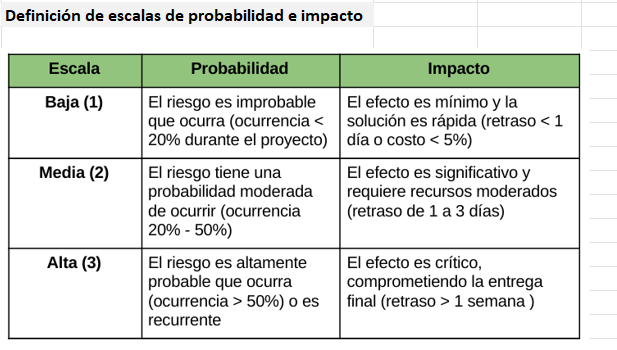 Definición de escalas de probabilidad e impacto
Escala Probabilidad Impacto
Baja (1)
El riesgo es improbable
que ocurra (ocurrencia <
20% durante el proyecto)
El efecto es mínimo y la
solución es rápida (retraso < 1
día o costo < 5%)
Media (2)
El riesgo tiene una
probabilidad moderada
de ocurrir (ocurrencia
20% - 50%)
El efecto es significativo y
requiere recursos moderados
(retraso de 1 a 3 días)
Alta (3)
El riesgo es altamente
probable que ocurra
(ocurrencia > 50%) o es
recurrente
El efecto es crítico,
comprometiendo la entrega
final (retraso > 1 semana )